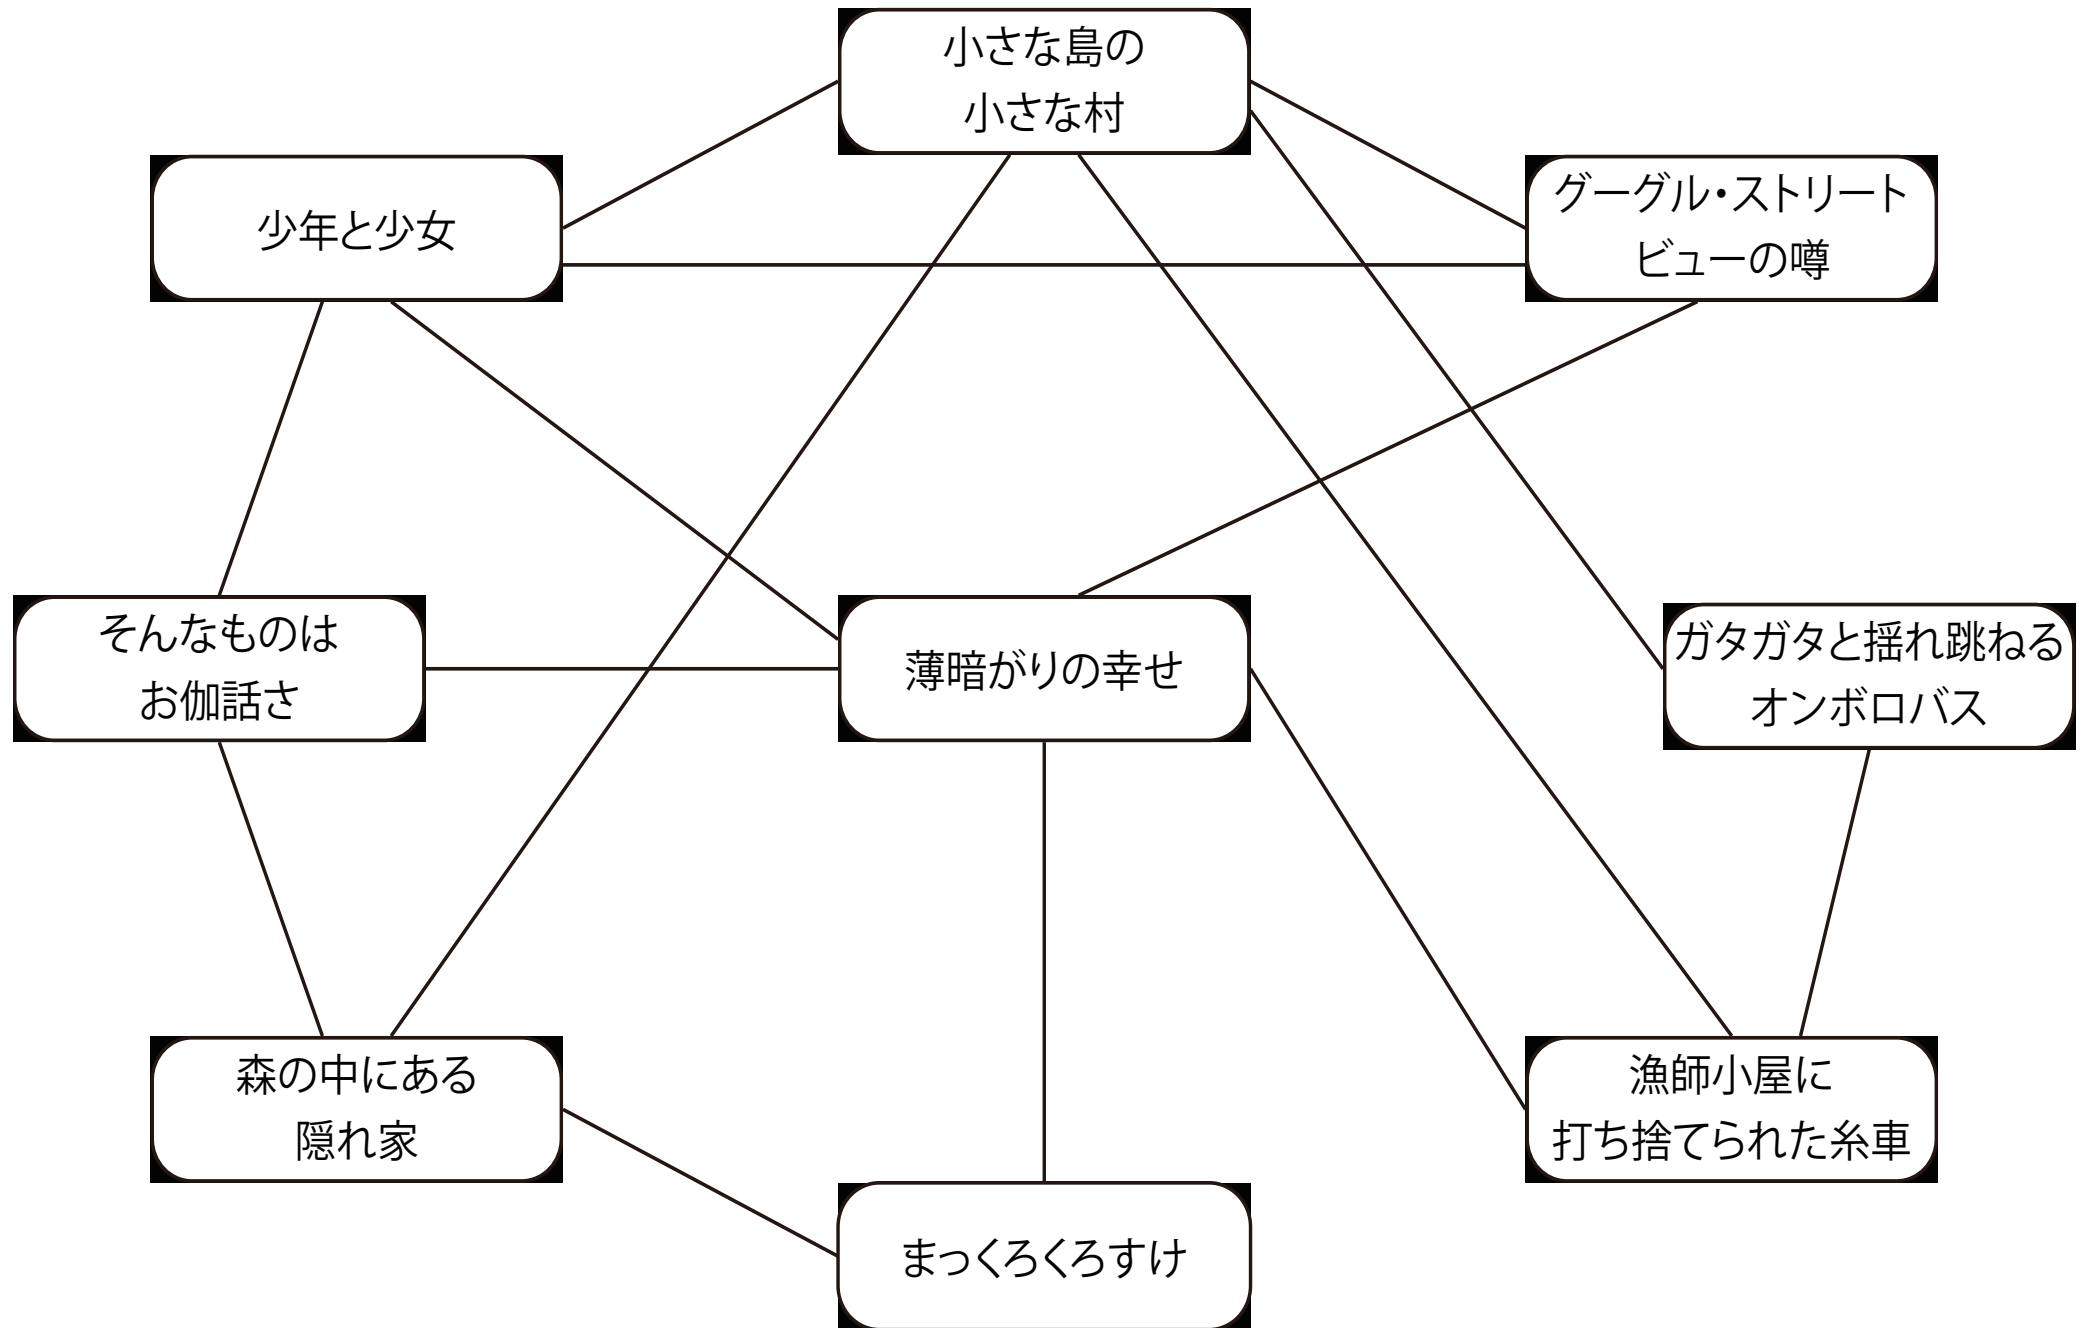 小さな島の
小さな村
少年と少女
グーグル・ストリート
ビューの噂
そんなものは
お伽話さ
薄暗がりの幸せ
ガタガタと揺れ跳ねる
オンボロバス
森の中にある
隠れ家
漁師小屋に
打ち捨てられた糸車
まっくろくろすけ